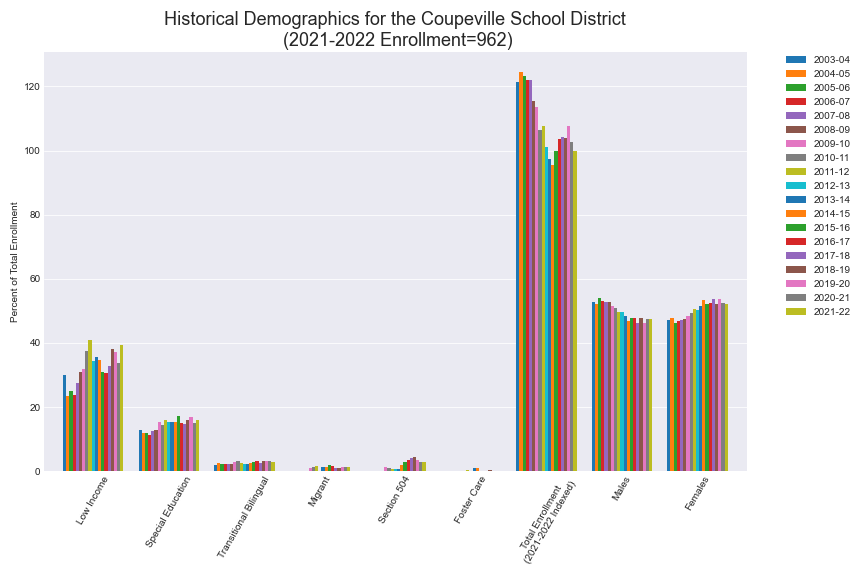 Historical Demographics for the Coupeville School District
(2021-2022 Enrollment=962)
Percent of Total Enrollment
120
100
80
60
40
20
0
Low Income
Special Education
Transitional Bilingual
Migrant
Section 504
Foster Care
Total Enrollment
(2021-2022 Indexed)
Males
Females
2003-04
2004-05
2005-06
2006-07
2007-08
2008-09
2009-10
2010-11
2011-12
2012-13
2013-14
2014-15
2015-16
2016-17
2017-18
2018-19
2019-20
2020-21
2021-22